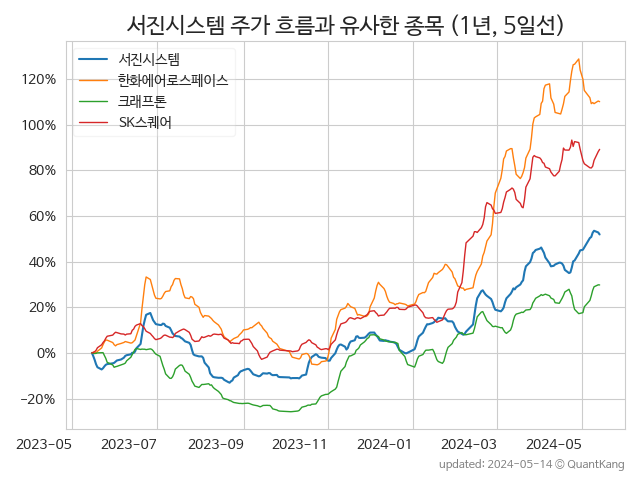 서진시스템 주가 흐름과 유사한 종목 (1년, 5일선)
서진시스템
한화에어로스페이스
크래프톤
SK스퀘어
120%
100%
80%
60%
40%
20%
0%
−20%
2023-05 2023-07 2023-09 2023-11 2024-01 2024-03 2024-05
updated: 2024-05-14 © QuantKang